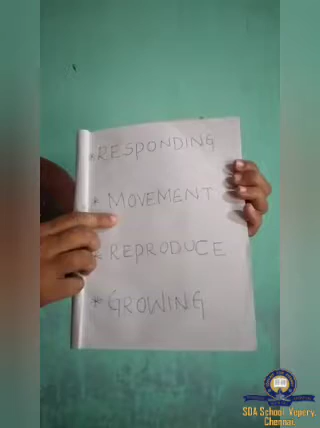 * RESPONDING
* MOVEMENT
* REPRODUCE
* GROWING
SDA School Vepery,
Chennai.